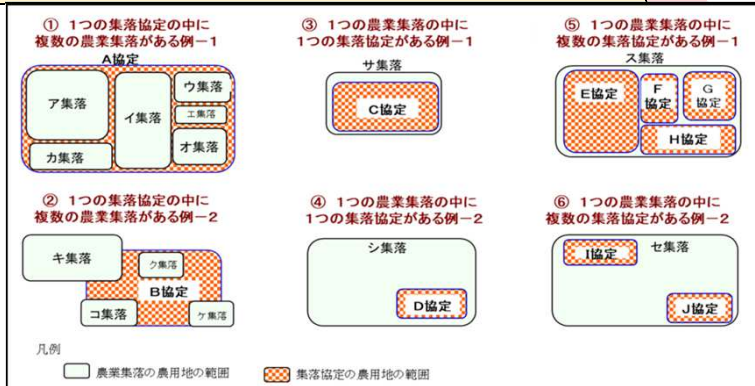 ① 1つの集落協定の中に
複数の農業集落がある例－1
A協定
ア集落
イ集落
ウ集落
エ集落
オ集落
カ集落
③ 1つの農業集落の中に
1つの集落協定がある例－1
サ集落
C協定
⑤ 1つの農業集落の中に
複数の集落協定がある例－1
ス集落
E協定
F
協定
G
協定
H協定
② 1つの集落協定の中に
複数の農業集落がある例－2
キ集落
ク集落
B協定
コ集落
ケ集落
④ 1つの農業集落の中に
1つの集落協定がある例－2
シ集落
D協定
⑥ 1つの農業集落の中に
複数の集落協定がある例－2
I協定
セ集落
J協定
凡例
農業集落の農用地の範囲
集落協定の農用地の範囲